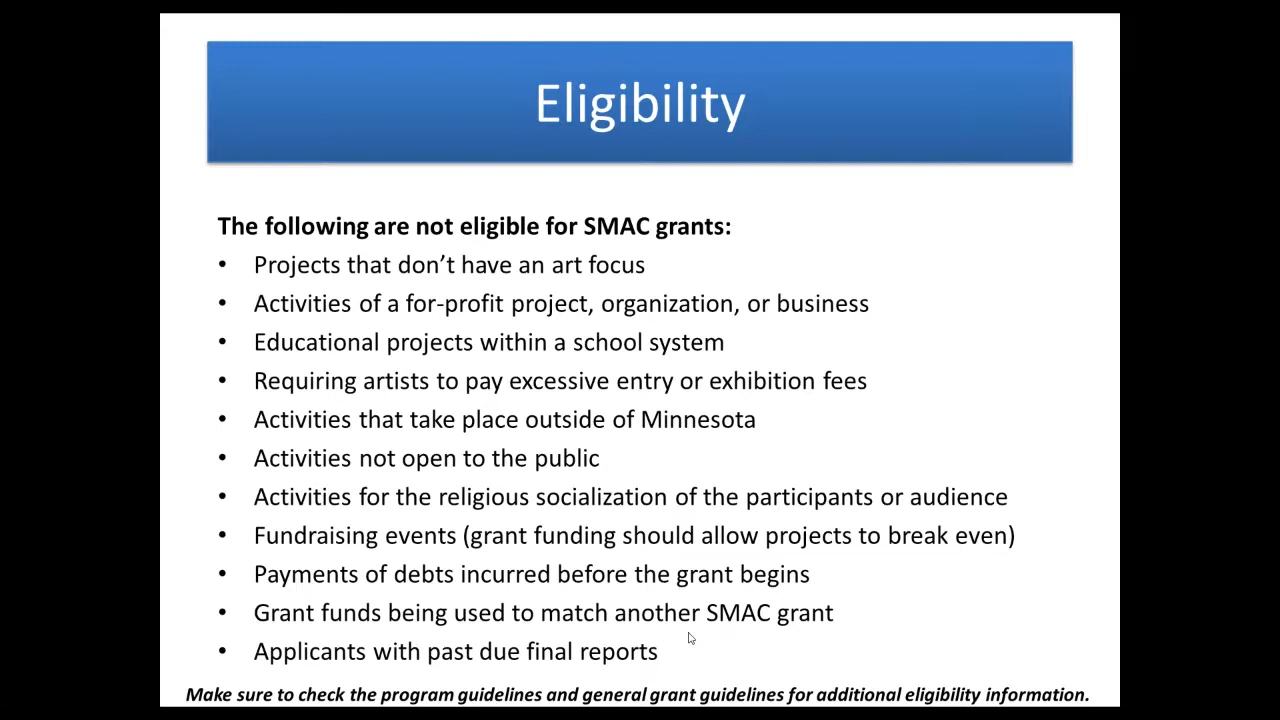 Eligibility
The following are not eligible for SMAC grants:
• Projects that don’t have an art focus
• Activities of a for-profit project, organization, or business
• Educational projects within a school system
• Requiring artists to pay excessive entry or exhibition fees
• Activities that take place outside of Minnesota
• Activities not open to the public
• Activities for the religious socialization of the participants or audience
• Fundraising events (grant funding should allow projects to break even)
• Payments of debts incurred before the grant begins
• Grant funds being used to match another SMAC grant
• Applicants with past due final reports
Make sure to check the program guidelines and general grant guidelines for additional eligibility information.